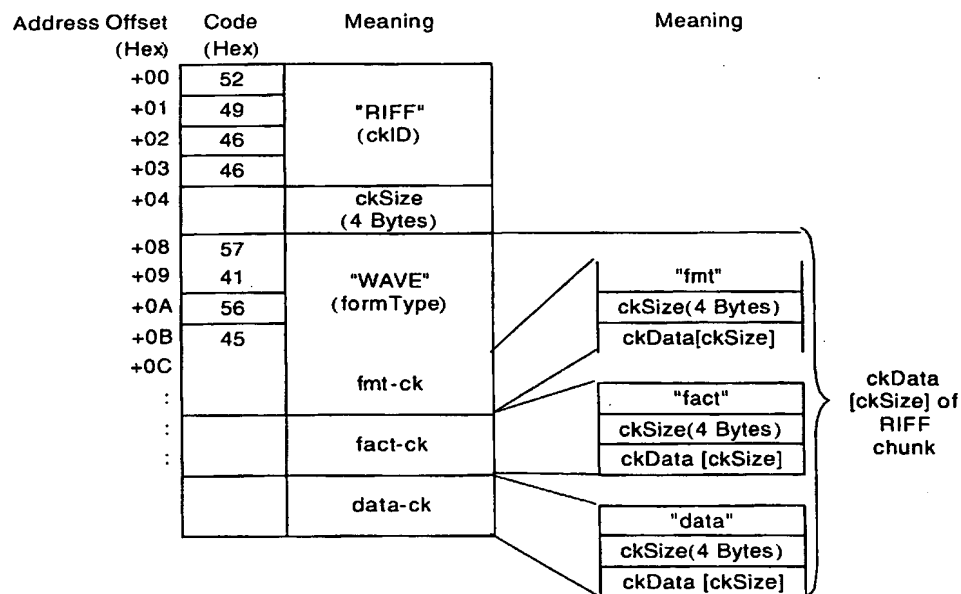 Address Offset Code Meaning Meaning
(Hex) (Hex)
+00 52
+01 49 "RIFF"
+02 46 (ckID)
+03 46
+04 ckSize
(4 Bytes)
+08 57
+09 41 "WAVE"
+0A 56 (formType)
+0B 45
+0C
: fmt-ck
: fact-ck
:
data-ck
"fmt"
ckSize(4 Bytes)
ckData[ckSize]
"fact"
ckSize(4 Bytes)
ckData [ckSize]
"data"
ckSize(4 Bytes)
ckData [ckSize]
ckData
[ckSize] of
RIFF
chunk